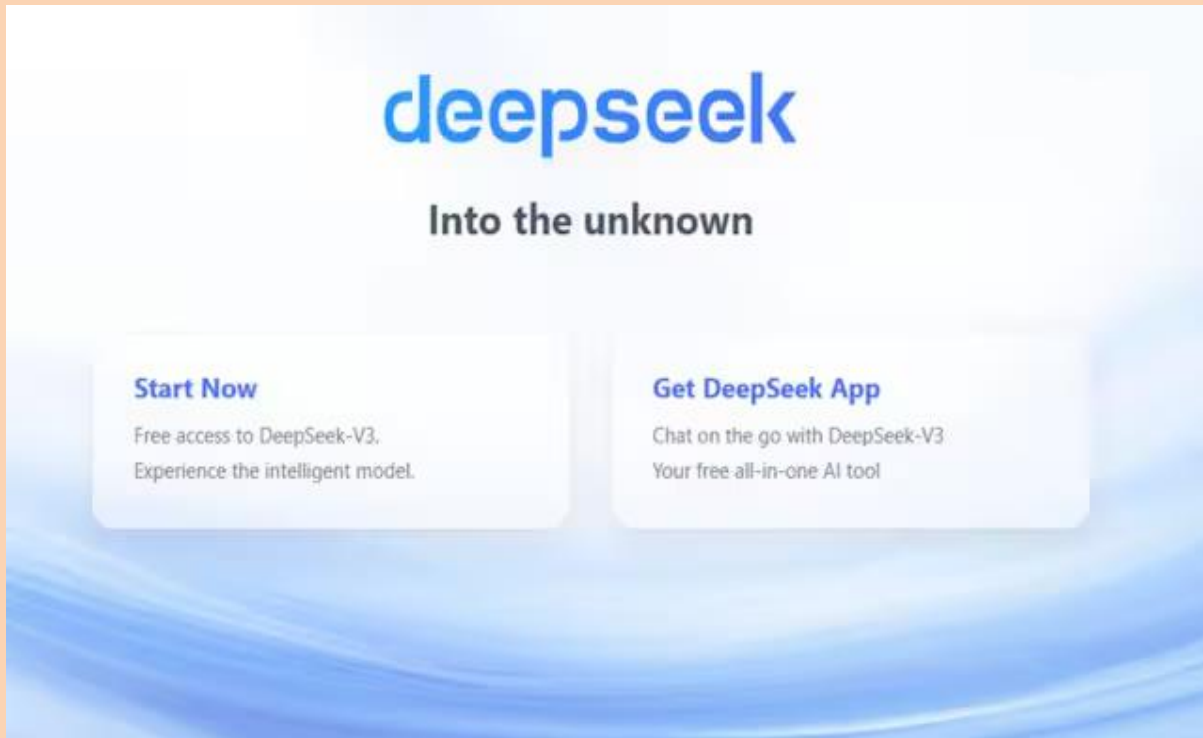 deepseek
Into the unknown
Start Now
Free access to DeepSeek-V3.
Experience the intelligent model.
Get DeepSeek App
Chat on the go with DeepSeek-V3
Your free all-in-one AI tool